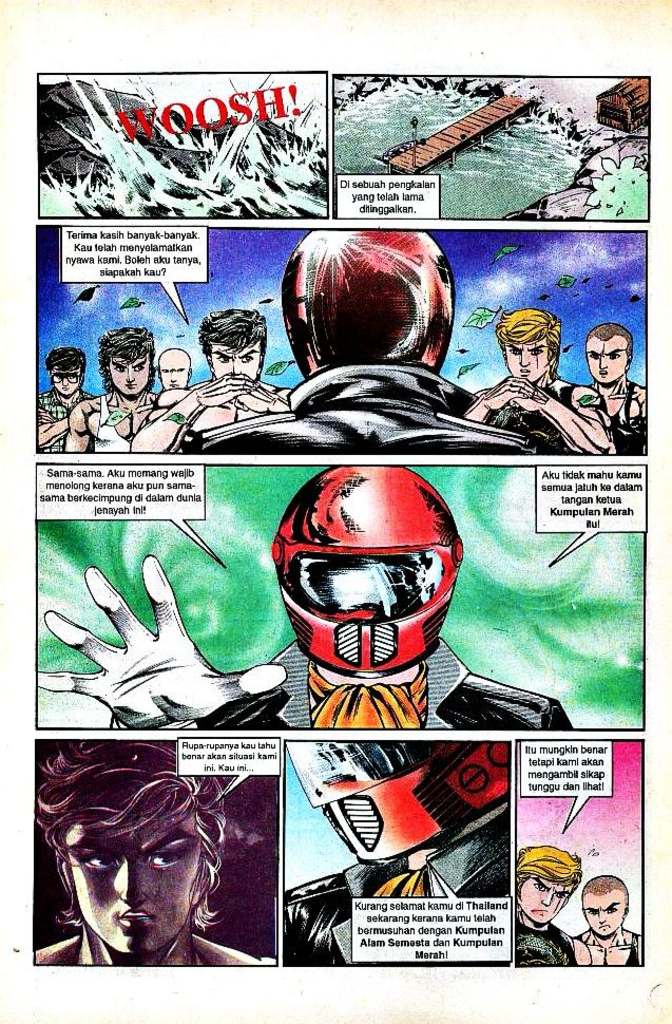 WOOSH!
Di sebuah pengkalan
yang telah lama
ditinggalkan.
Terima kasih banyak-banyak.
Kau telah menyelamatkan
nyawa kami. Boleh aku tanya,
siapakah kau?
Sama-sama. Aku memang wajib
menolong kerana aku pun sama-
sama berkecimpung di dalam dunia
jenayah ini!
Aku tidak mahu kamu
semua jatuh ke dalam
tangan ketua
Kumpulan Merah
itu!
Rupa-rupanya kau tahu
benar akan situasi kami
ini. Kau ini...
Kurang selamat kamu di Thailand
sekarang kerana kamu telah
bermusuhan dengan Kumpulan
Alam Semesta dan Kumpulan
Merah!
Itu mungkin benar
tetapi kami akan
mengambil sikap
tunggu dan lihat!